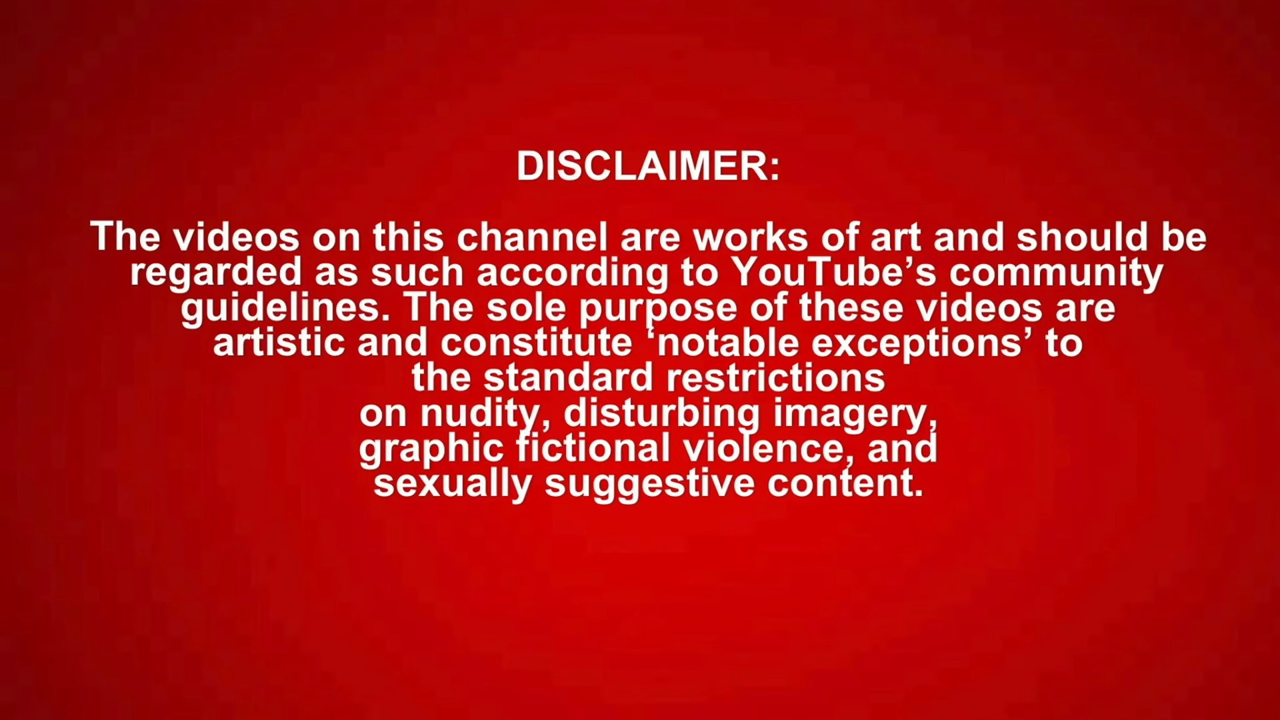 DISCLAIMER:
The videos on this channel are works of art and should be
regarded as such according to YouTube’s community
guidelines. The sole purpose of these videos are
artistic and constitute ‘notable exceptions’ to
the standard restrictions
on nudity, disturbing imagery,
graphic fictional violence, and
sexually suggestive content.